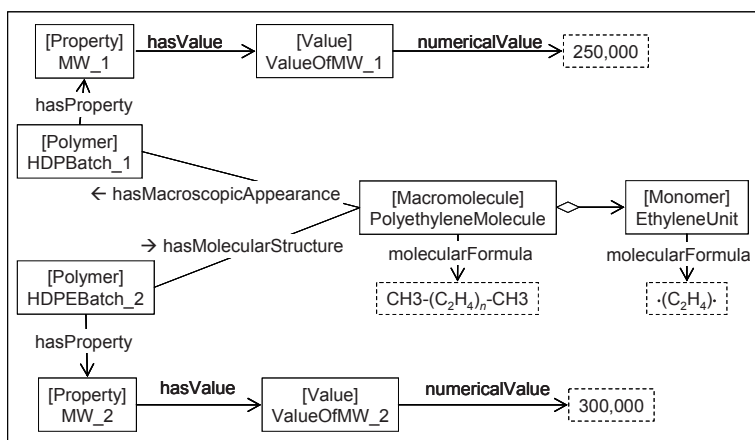 [Property]
MW_1
hasValue
[Value]
ValueOfMW_1
numericalValue
250,000
hasProperty
[Polymer]
HDPBatch_1
← hasMacroscopicAppearance
[Macromolecule]
PolyethyleneMolecule
[Monomer]
EthyleneUnit
→ hasMolecularStructure
molecularFormula
molecularFormula
[Polymer]
HDPEBatch_2
CH3-(C₂H₄)ₙ-CH3
·(C₂H₄)·
hasProperty
[Property]
MW_2
hasValue
[Value]
ValueOfMW_2
numericalValue
300,000